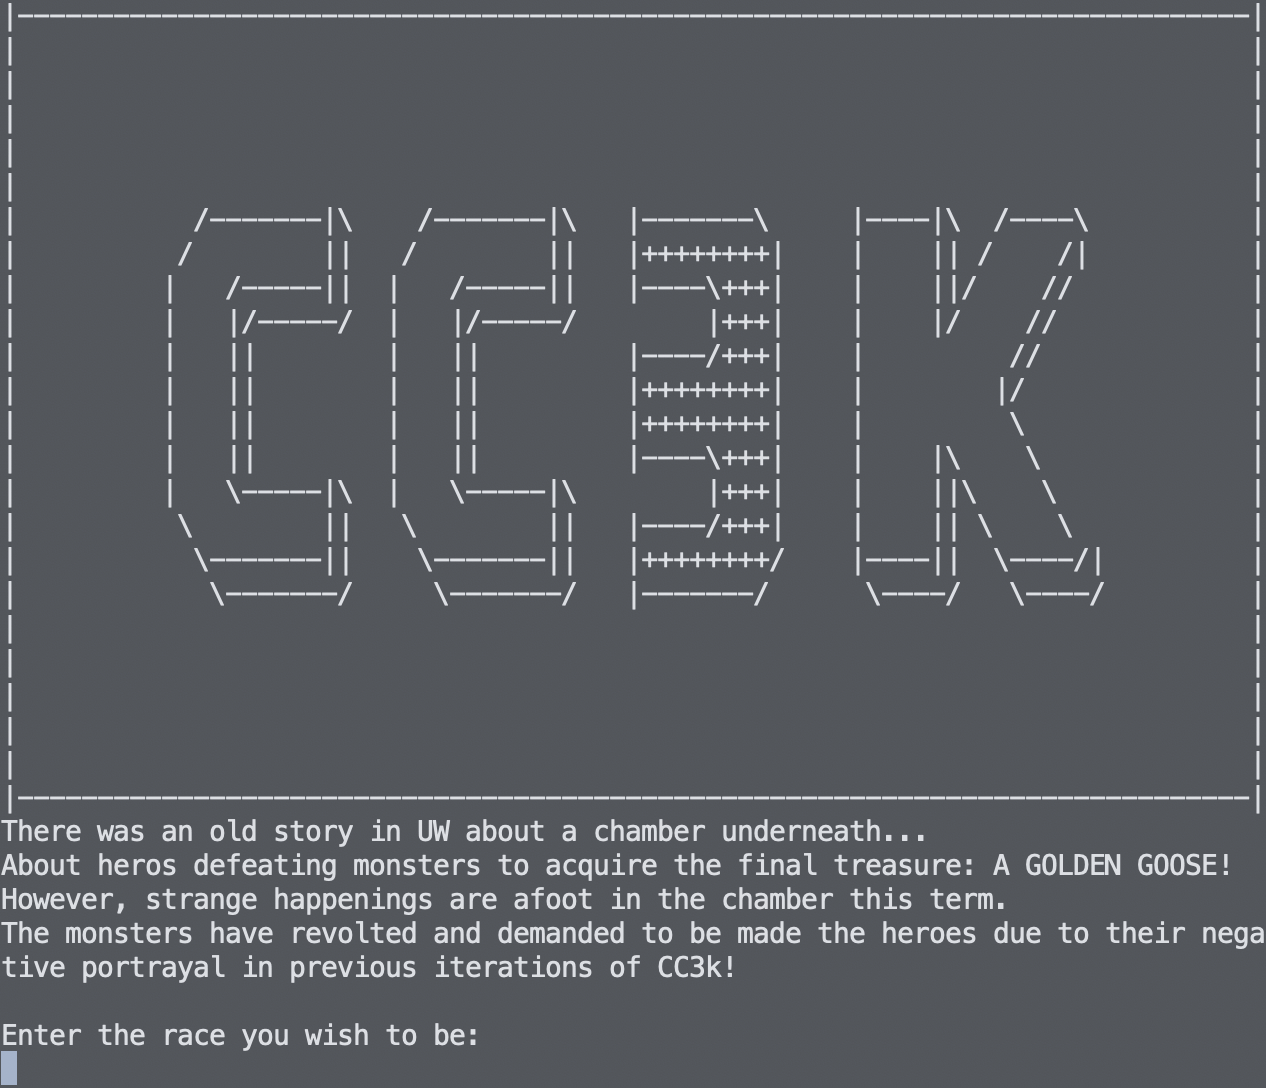 CC3K
There was an old story in UW about a chamber underneath...
About heros defeating monsters to acquire the final treasure: A GOLDEN GOOSE!
However, strange happenings are afoot in the chamber this term.
The monsters have revolted and demanded to be made the heroes due to their nega
tive portrayal in previous iterations of CC3k!
Enter the race you wish to be: